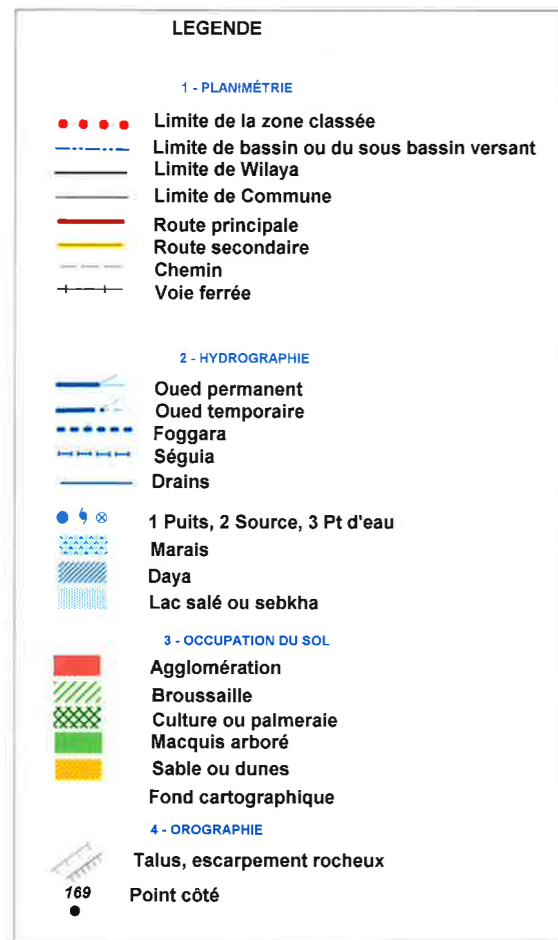 LEGENDE
1 - PLANIMÉTRIE
Limite de la zone classée
Limite de bassin ou du sous bassin versant
Limite de Wilaya
Limite de Commune
Route principale
Route secondaire
Chemin
Voie ferrée
2 - HYDROGRAPHIE
Oued permanent
Oued temporaire
Foggara
Séguia
Drains
1 Puits, 2 Source, 3 Pt d'eau
Marais
Daya
Lac salé ou sebkha
3 - OCCUPATION DU SOL
Agglomération
Broussaille
Culture ou palmeraie
Macquis arboré
Sable ou dunes
Fond cartographique
4 - OROGRAPHIE
Talus, escarpement rocheux
169 Point côté